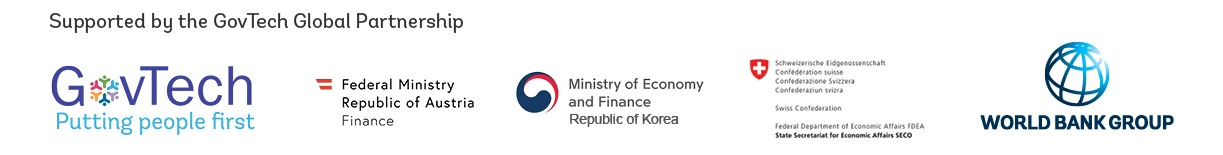 Supported by the GovTech Global Partnership
GovTech
Putting people first
Federal Ministry
Republic of Austria
Finance
Ministry of Economy
and Finance
Republic of Korea
Schweizerische Eidgenossenschaft
Confédération suisse
Confederazione Svizzera
Confederaziun svizra
Swiss Confederation
Federal Department of Economic Affairs FDEA
State Secretariat for Economic Affairs SECO
WORLD BANK GROUP